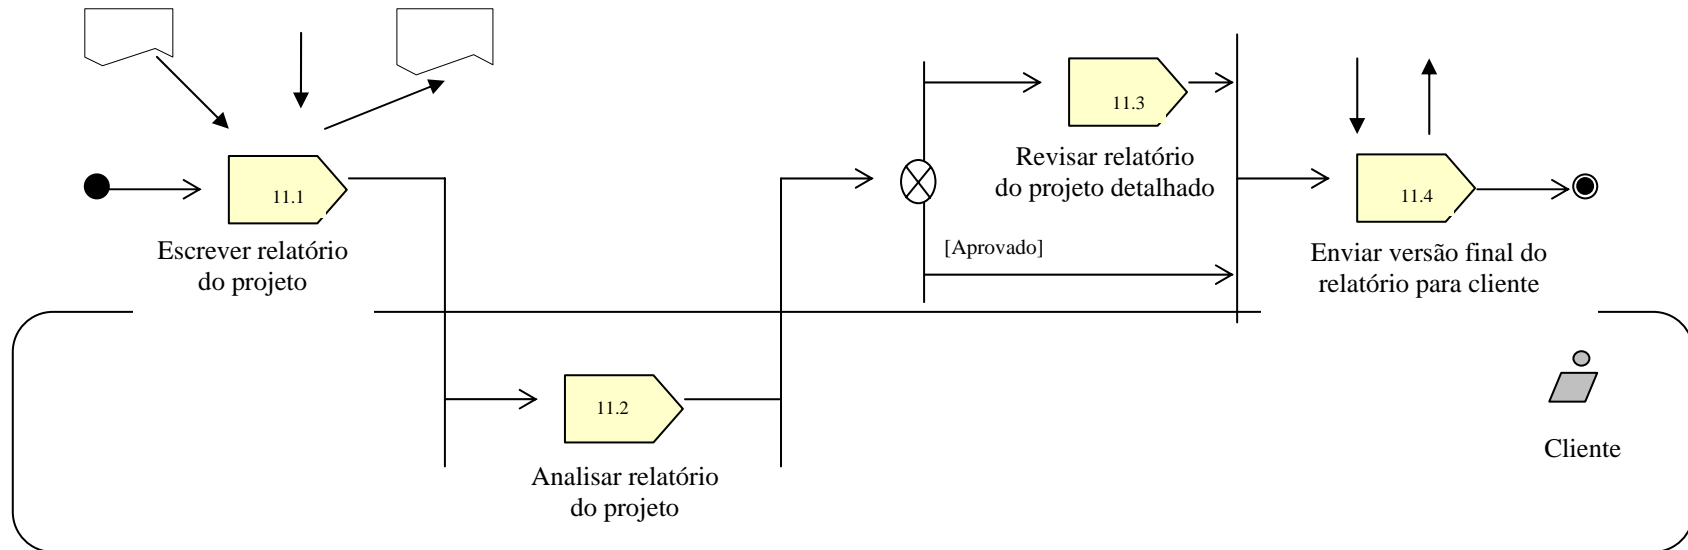 11.1
Escrever relatório
do projeto
11.2
Analisar relatório
do projeto
11.3
Revisar relatório
do projeto detalhado
[Aprovado]
11.4
Enviar versão final do
relatório para cliente
Cliente